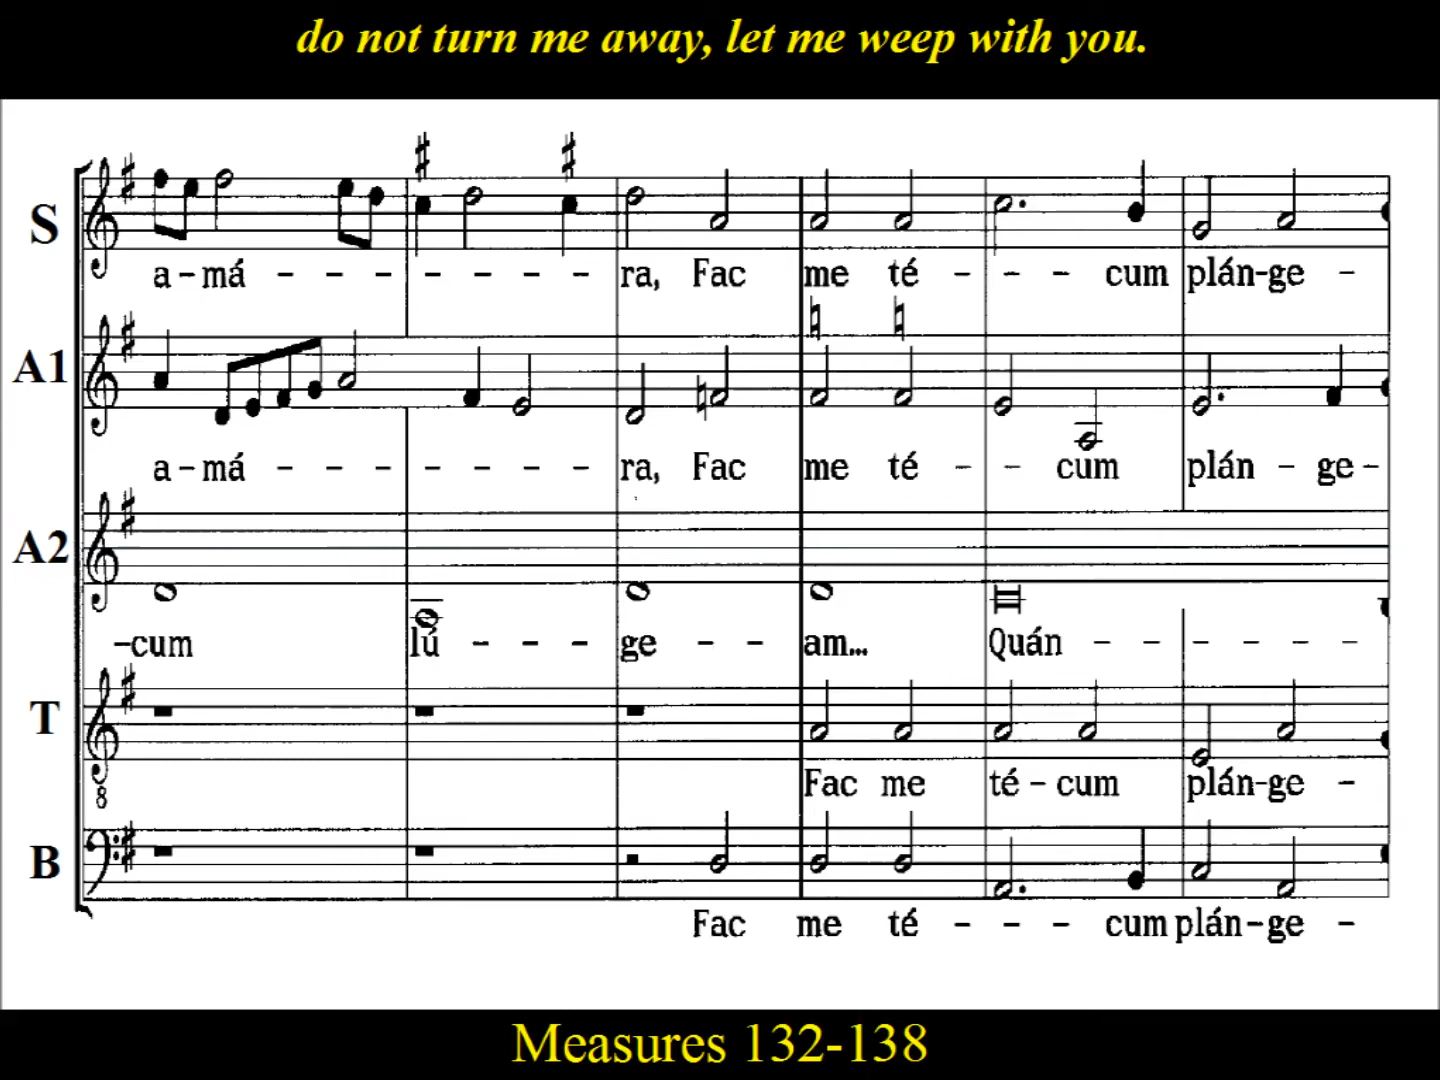 do not turn me away, let me weep with you.
S
a-má - - - - - - - ra, Fac me té - - - cum plán-ge -
A1
a-má - - - - - - - ra, Fac me té - - cum plán - ge-
A2
-cum lú - - - ge - - am... Quán - - - - - -
T
8
Fac me té - cum plán-ge -
B
Fac me té - - - cum plán-ge -
Measures 132-138